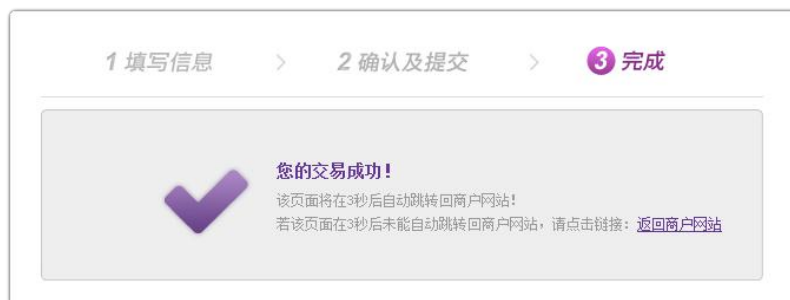 1 填写信息 > 2 确认及提交 > 3 完成
您的交易成功！
该页面将在3秒后自动跳转回商户网站！
若该页面在3秒后未能自动跳转回商户网站，请点击链接：返回商户网站